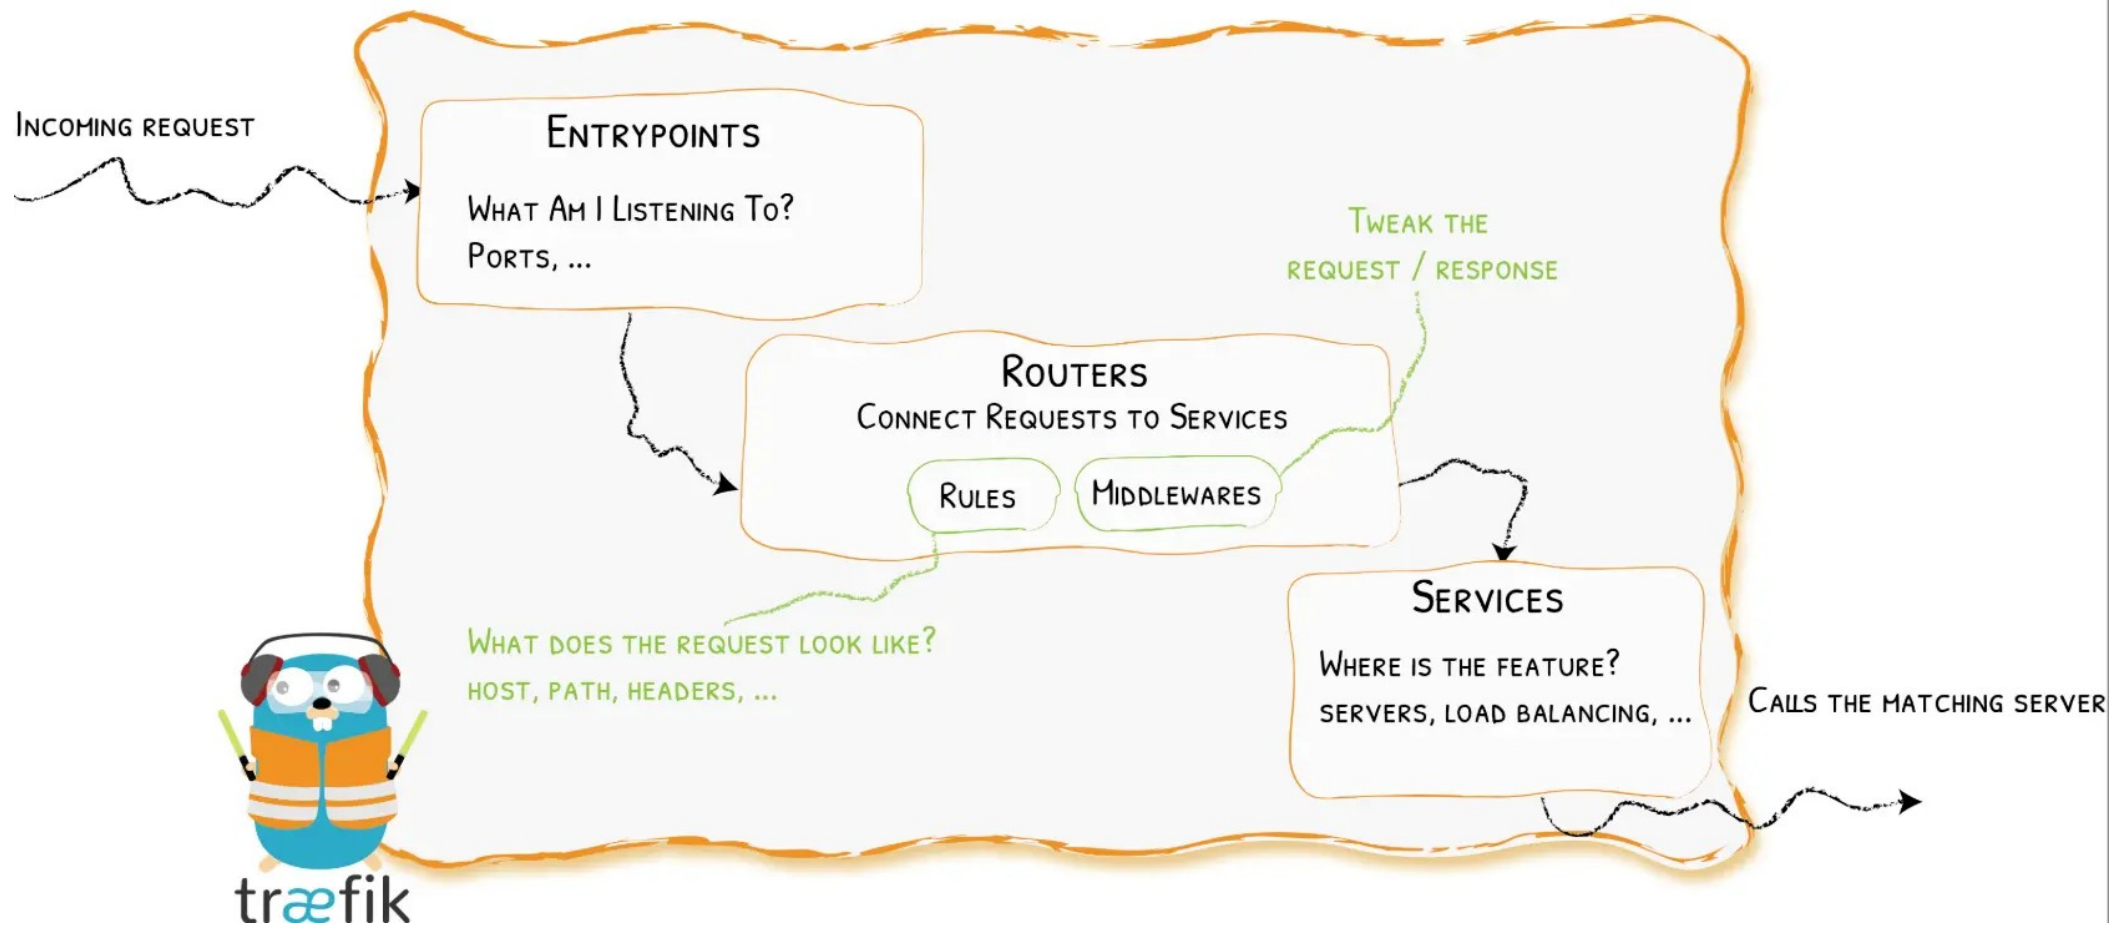 INCOMING REQUEST
ENTRYPOINTS
WHAT AM I LISTENING TO?
PORTS, ...
TWEAK THE
REQUEST / RESPONSE
ROUTERS
CONNECT REQUESTS TO SERVICES
RULES
MIDDLEWARES
WHAT DOES THE REQUEST LOOK LIKE?
HOST, PATH, HEADERS, ...
SERVICES
WHERE IS THE FEATURE?
SERVERS, LOAD BALANCING, ...
CALLS THE MATCHING SERVER
træfik